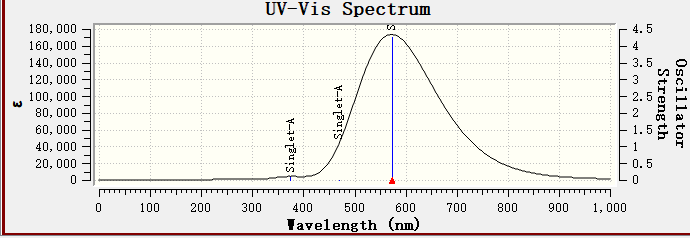 UV-Vis Spectrum
180,000
160,000
140,000
120,000
100,000
80,000
60,000
40,000
20,000
0
ε
Singlet-A
Singlet-A
S
4.5
4
3.5
3
2.5
2
1.5
1
0.5
0
Oscillator
Strength
0 100 200 300 400 500 600 700 800 900 1,000
Wavelength (nm)